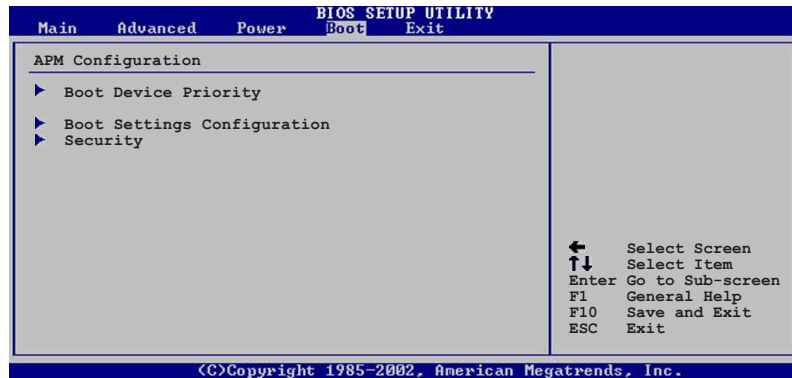 BIOS SETUP UTILITY
Main Advanced Power Boot Exit
APM Configuration
Boot Device Priority
Boot Settings Configuration
Security
← Select Screen
↑↓ Select Item
Enter Go to Sub-screen
F1 General Help
F10 Save and Exit
ESC Exit
(C)Copyright 1985-2002, American Megatrends, Inc.